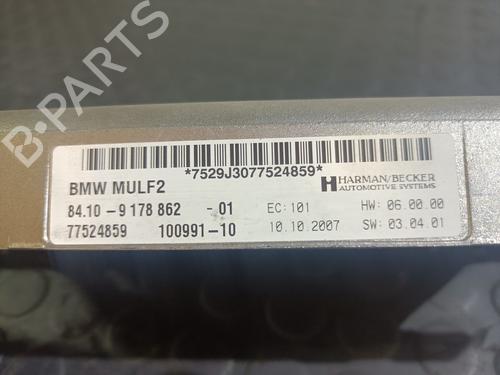 B-PARTS
*7529J3077524859*
BMW MULF2
HARMAN/BECKER
AUTOMOTIVE SYSTEMS
84.10-9 178 862 -01 EC:101 HW: 06.00.00
77524859 100991-10 10.10.2007 SW: 03.04.01